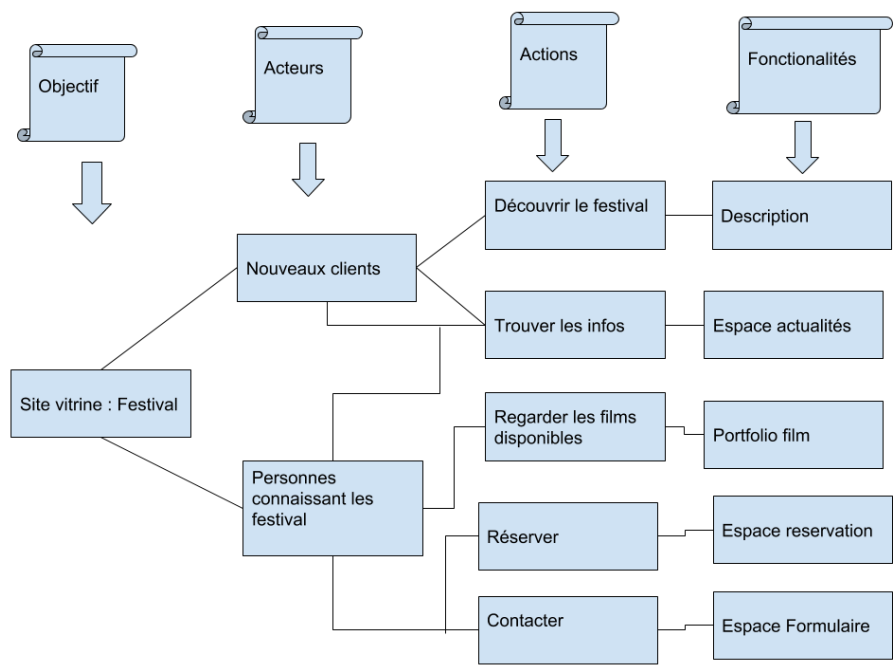 Objectif
Acteurs
Actions
Fonctionalités
Découvrir le festival
Description
Nouveaux clients
Trouver les infos
Espace actualités
Site vitrine : Festival
Regarder les films
disponibles
Portfolio film
Personnes
connaissant les
festival
Réserver
Espace reservation
Contacter
Espace Formulaire